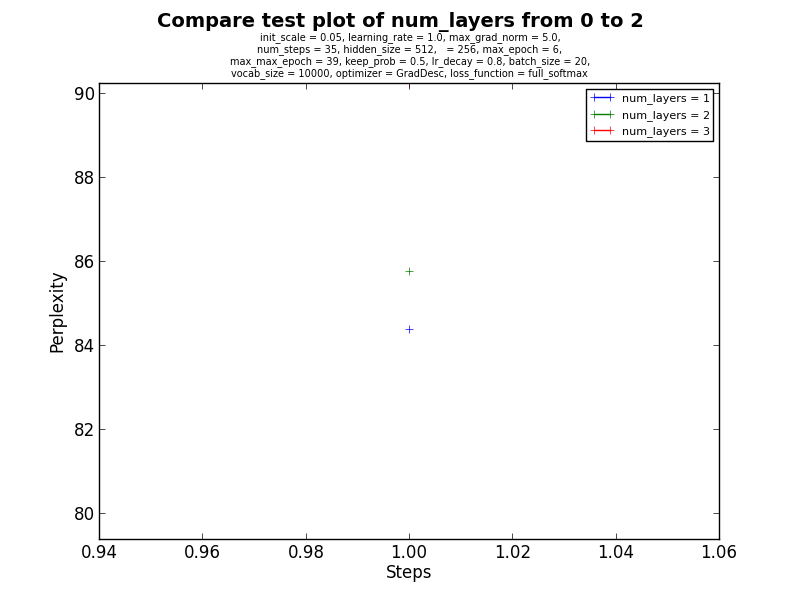 Compare test plot of num_layers from 0 to 2
init_scale = 0.05, learning_rate = 1.0, max_grad_norm = 5.0,
num_steps = 35, hidden_size = 512,   = 256, max_epoch = 6,
max_max_epoch = 39, keep_prob = 0.5, lr_decay = 0.8, batch_size = 20,
vocab_size = 10000, optimizer = GradDesc, loss_function = full_softmax
num_layers = 1
num_layers = 2
num_layers = 3
90
88
86
84
82
80
Perplexity
0.94 0.96 0.98 1.00 1.02 1.04 1.06
Steps